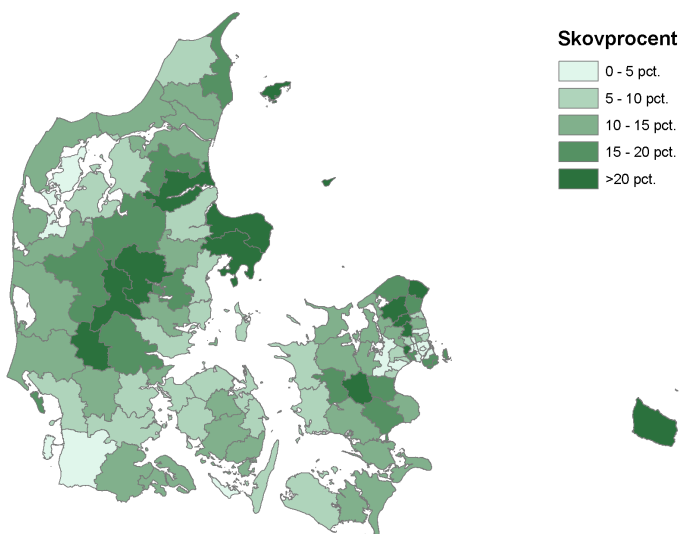 Skovprocent
0 - 5 pct.
5 - 10 pct.
10 - 15 pct.
15 - 20 pct.
>20 pct.